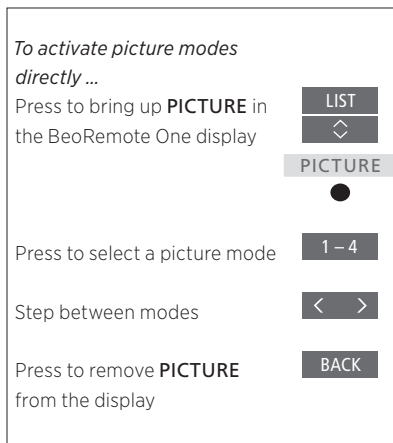 To activate picture modes
directly ...
Press to bring up PICTURE in
the BeoRemote One display
LIST
PICTURE
Press to select a picture mode
1 – 4
Step between modes
Press to remove PICTURE
from the display
BACK